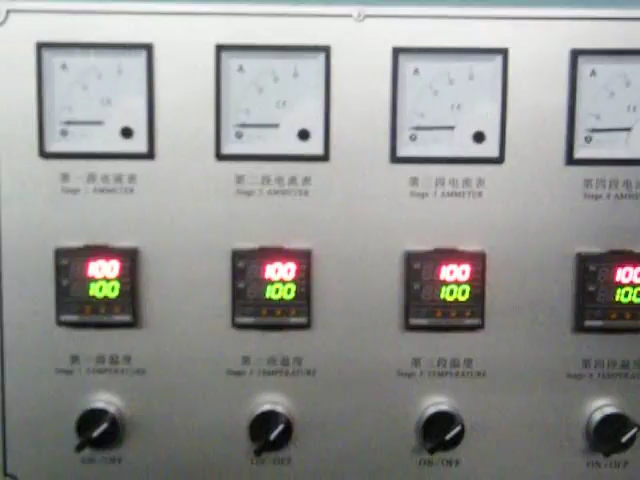 A A A A
第一段电流表 第二段电流表 第三段电流表 第四段电流
Stage 1 AMMETER Stage 2 AMMETER Stage 3 AMMETER Stage 4 AMMETE
100 100 100 100
100 100 100 100
第一段温度 第二段温度 第三段温度 第四段温度
Stage 1 TEMPERATURE Stage 2 TEMPERATURE Stage 3 TEMPERATURE Stage 4 TEMPERATU
ON/OFF ON/OFF ON/OFF ON/OFF